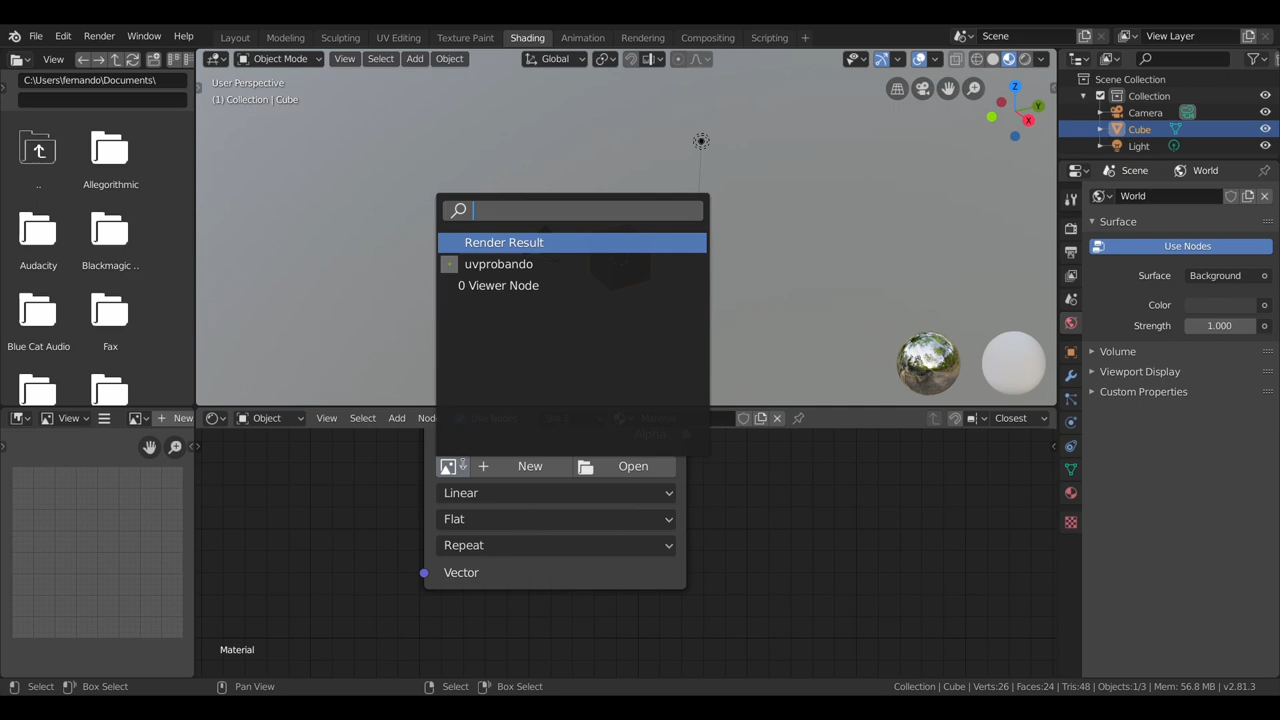 File Edit Render Window Help
Layout Modeling Sculpting UV Editing Texture Paint Shading Animation Rendering Compositing Scripting
Scene
View Layer
View
C:\Users\fernando\Documents\
..
Allegorithmic
Audacity
Blackmagic ..
Blue Cat Audio
Fax
Object Mode View Select Add Object
Global
User Perspective
(1) Collection | Cube
Z
Y
X
Render Result
uvprobando
0 Viewer Node
Scene Collection
Collection
Camera
Cube
Light
Scene World
World
Surface
Use Nodes
Surface Background
Color
Strength 1.000
Volume
Viewport Display
Custom Properties
View
New
Object View Select Add
Closest
Alpha
New Open
Linear
Flat
Repeat
Vector
Material
Select Box Select Pan View Select Box Select
Collection | Cube | Verts:26 | Faces:24 | Tris:48 | Objects:1/3 | Mem: 56.8 MB | v2.81.3